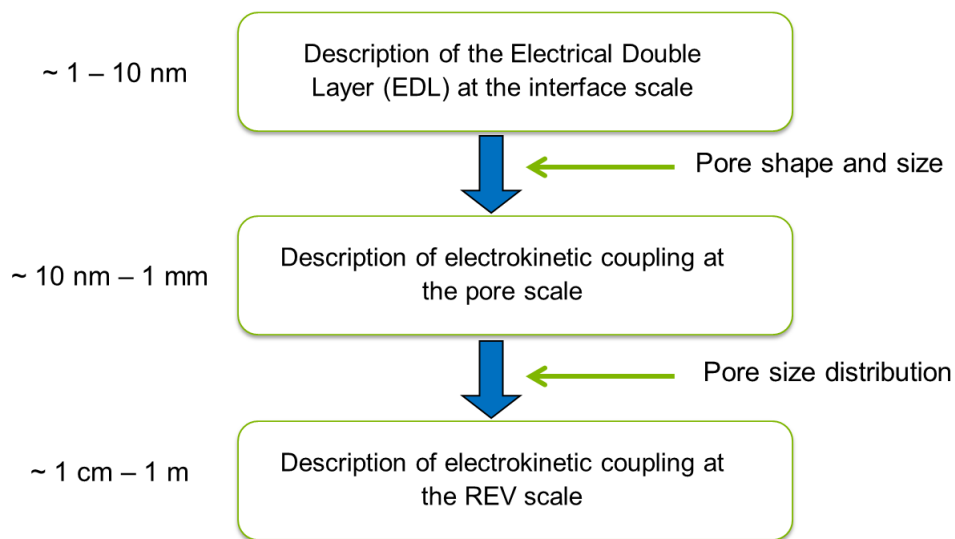 ~ 1 – 10 nm
Description of the Electrical Double
Layer (EDL) at the interface scale
Pore shape and size
~ 10 nm – 1 mm
Description of electrokinetic coupling at
the pore scale
Pore size distribution
~ 1 cm – 1 m
Description of electrokinetic coupling at
the REV scale